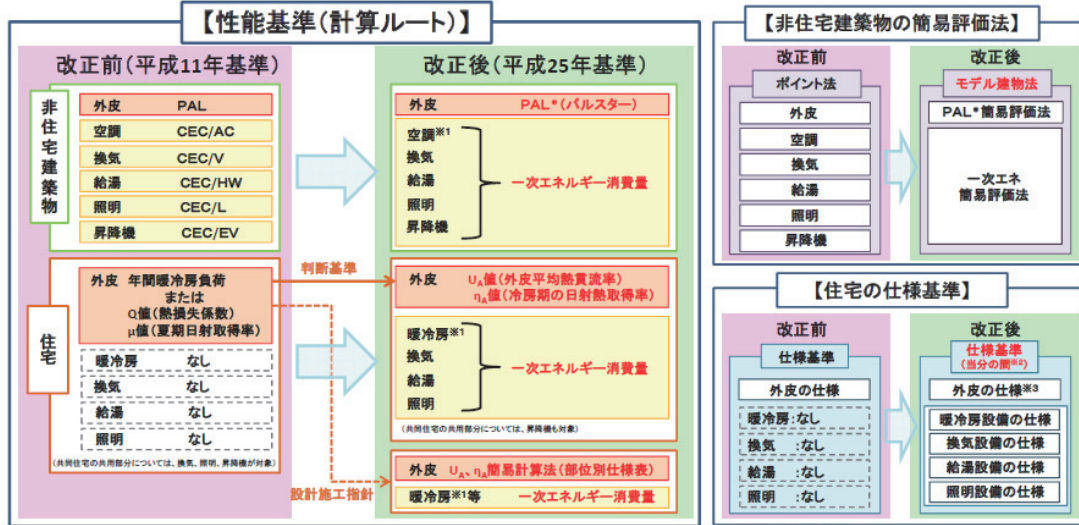 【性能基準(計算ルート)】
改正前(平成11年基準)
改正後(平成25年基準)
非住宅建築物
外皮 PAL
空調 CEC/AC
換気 CEC/V
給湯 CEC/HW
照明 CEC/L
昇降機 CEC/EV
外皮 PAL*(パルスター)
空調※1
換気
給湯
照明
昇降機
一次エネルギー消費量
住宅
外皮 年間暖冷房負荷
または
Q値(熱損失係数)
μ値(夏期日射取得率)
暖冷房 なし
換気 なし
給湯 なし
照明 なし
(共同住宅の共用部分については、換気、照明、昇降機が対象)
判断基準
設計施工指針
外皮 UA値(外皮平均熱貫流率)
ηA値(冷房期の日射熱取得率)
暖冷房※1
換気
給湯
照明
一次エネルギー消費量
(共同住宅の共用部分については、昇降機も対象)
外皮 UA、ηA簡易計算法(部位別仕様表)
暖冷房※1等 一次エネルギー消費量
【非住宅建築物の簡易評価法】
改正前
改正後
ポイント法
外皮
空調
換気
給湯
照明
昇降機
モデル建物法
PAL*簡易評価法
一次エネ
簡易評価法
【住宅の仕様基準】
改正前
改正後
仕様基準
外皮の仕様
暖冷房:なし
換気 :なし
給湯 :なし
照明 :なし
仕様基準
(当分の間※2)
外皮の仕様※3
暖冷房設備の仕様
換気設備の仕様
給湯設備の仕様
照明設備の仕様